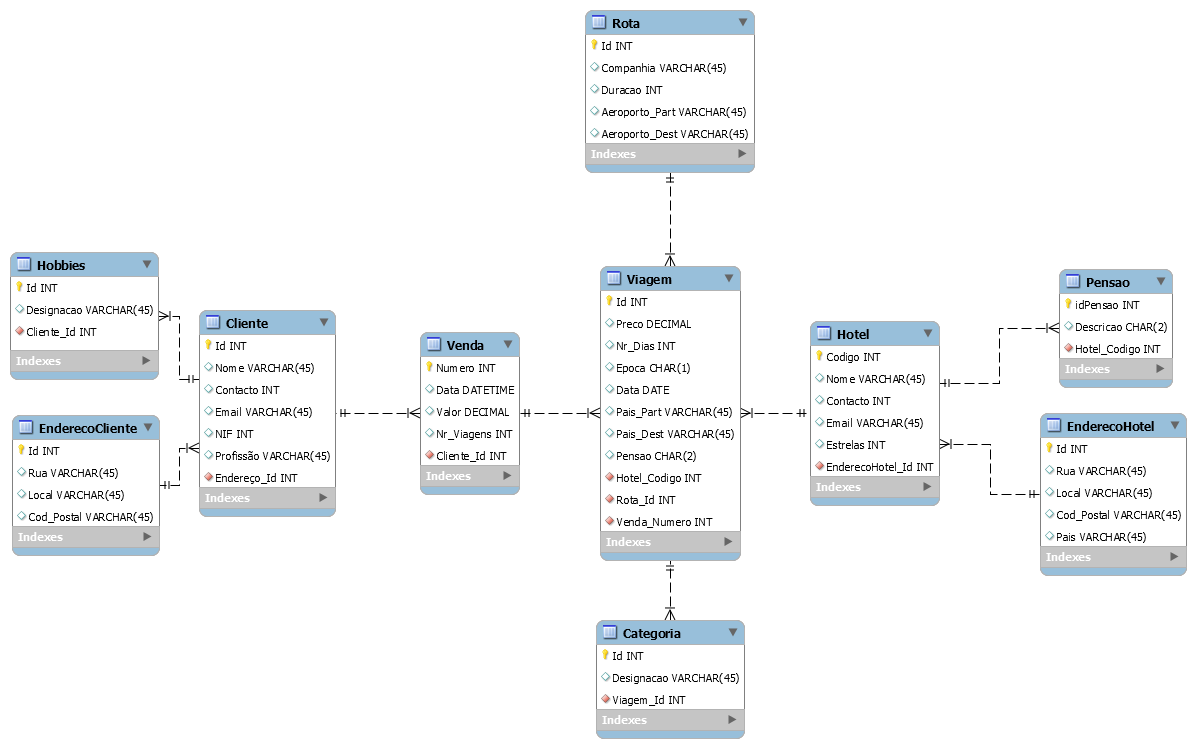 Rota
Id INT
Companhia VARCHAR(45)
Duracao INT
Aeroporto_Part VARCHAR(45)
Aeroporto_Dest VARCHAR(45)
Indexes
Hobbies
Id INT
Designacao VARCHAR(45)
Cliente_Id INT
Indexes
EnderecoCliente
Id INT
Rua VARCHAR(45)
Local VARCHAR(45)
Cod_Postal VARCHAR(45)
Indexes
Cliente
Id INT
Nome VARCHAR(45)
Contacto INT
Email VARCHAR(45)
NIF INT
Profissão VARCHAR(45)
Endereço_Id INT
Indexes
Venda
Numero INT
Data DATETIME
Valor DECIMAL
Nr_Viagens INT
Cliente_Id INT
Indexes
Viagem
Id INT
Preco DECIMAL
Nr_Dias INT
Epoca CHAR(1)
Data DATE
Pais_Part VARCHAR(45)
Pais_Dest VARCHAR(45)
Pensao CHAR(2)
Hotel_Codigo INT
Rota_Id INT
Venda_Numero INT
Indexes
Hotel
Codigo INT
Nome VARCHAR(45)
Contacto INT
Email VARCHAR(45)
Estrelas INT
EnderecoHotel_Id INT
Indexes
Pensao
idPensao INT
Descricao CHAR(2)
Hotel_Codigo INT
Indexes
EnderecoHotel
Id INT
Rua VARCHAR(45)
Local VARCHAR(45)
Cod_Postal VARCHAR(45)
Pais VARCHAR(45)
Indexes
Categoria
Id INT
Designacao VARCHAR(45)
Viagem_Id INT
Indexes